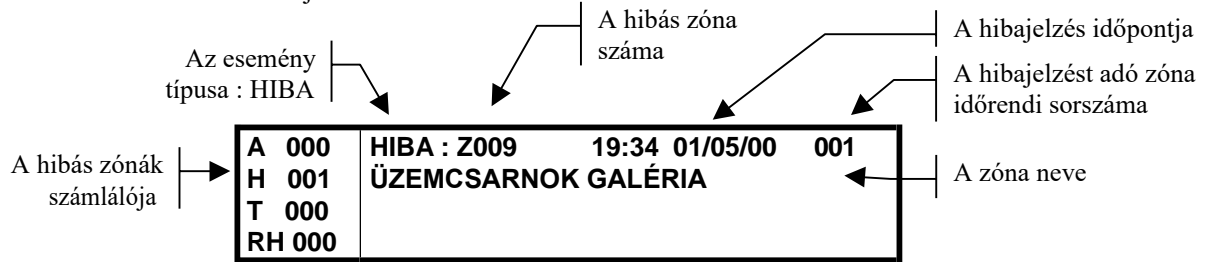 A hibás zóna
száma
A hibajelzés időpontja
Az esemény
típusa : HIBA
A hibajelzést adó zóna
időrendi sorszáma
A 000 HIBA : Z009 19:34 01/05/00 001
A hibás zónák
számlálója
H 001 ÜZEMCSARNOK GALÉRIA
A zóna neve
T 000
RH 000